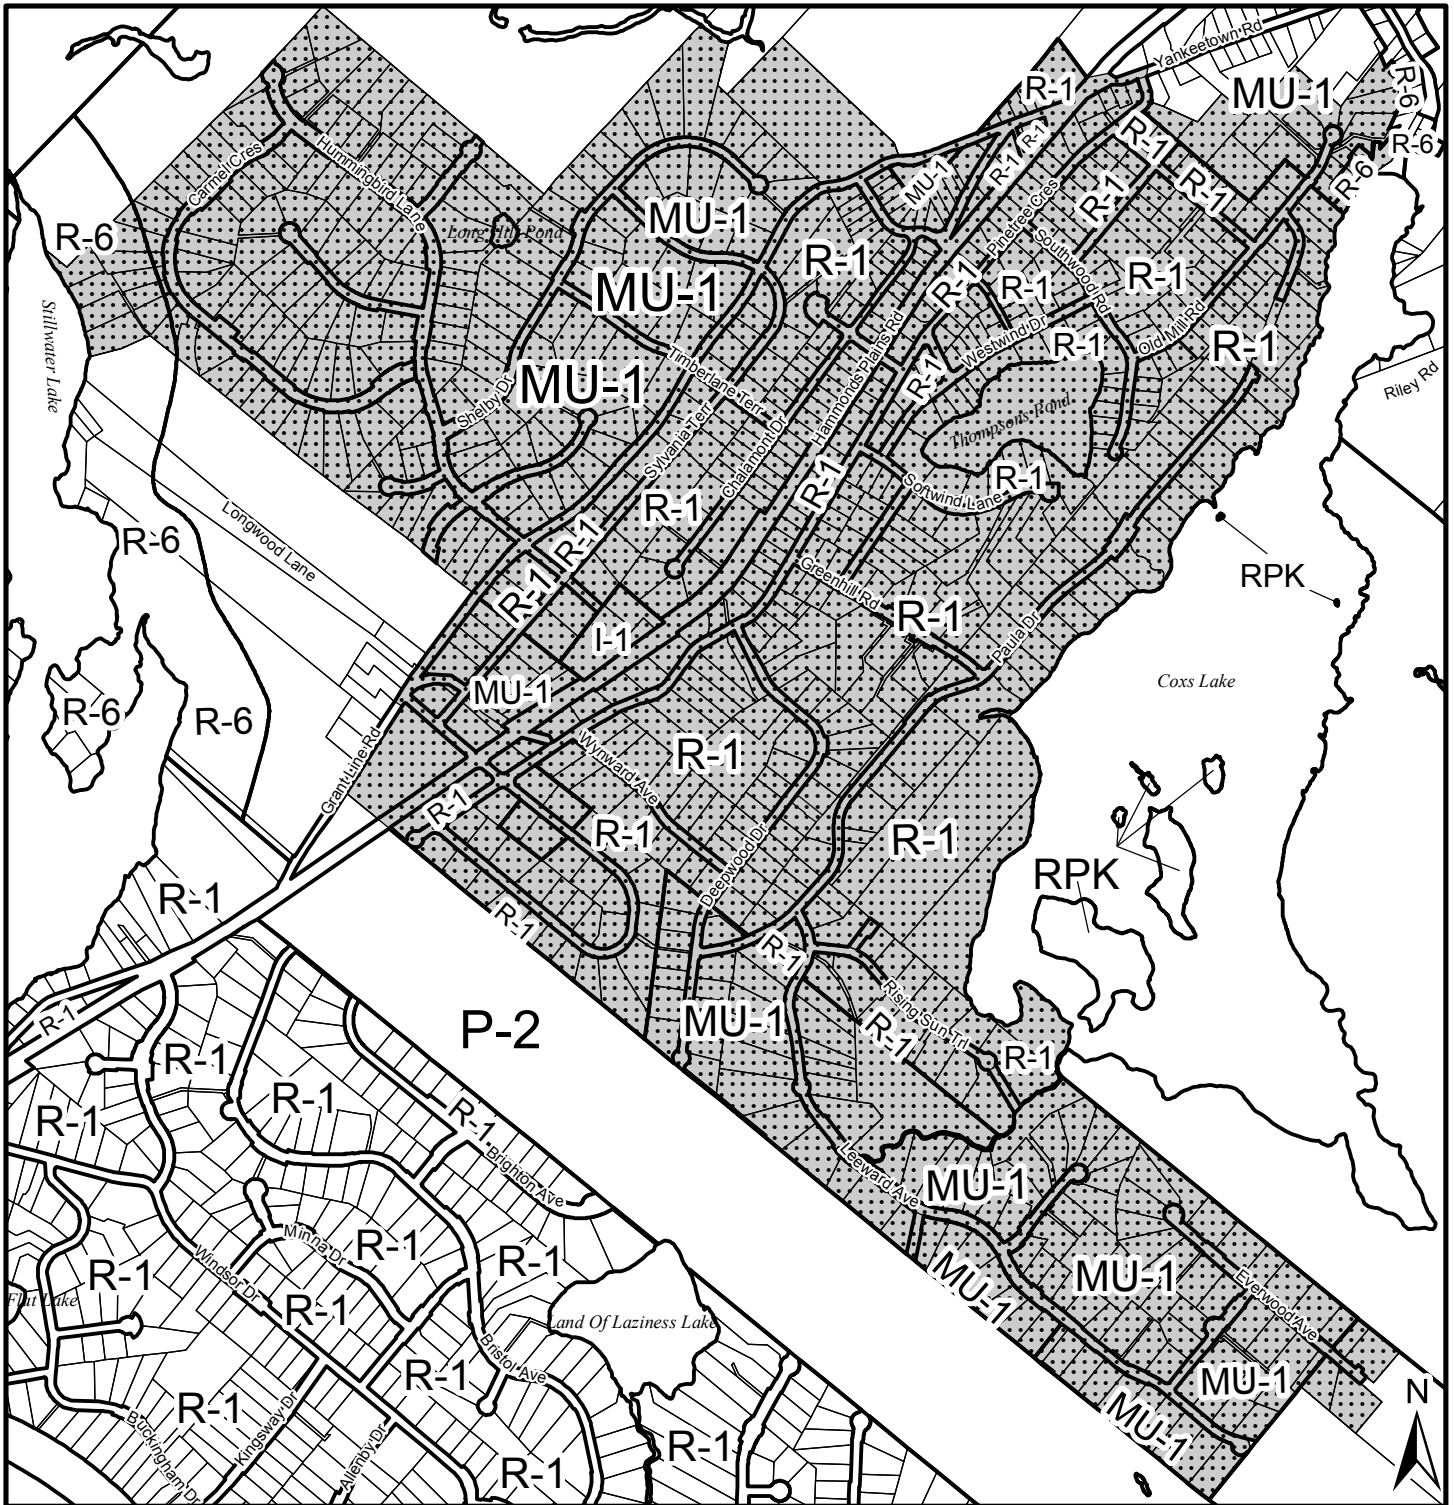 Yankeetown Rd
R-1
MU-1
R-6
R-1
R-1
R-6
Carmel Cres
Hummingbird Lane
R-1
R-1
R-6
MU-1
R-1
Pinetree Cres
R-6
Long Hill Pond
MU-1
R-1
Southwood Rd
MU-1
R-1
R-1
R-1
R-1
Stillwater Lake
Timberlane Terr
Hammonds Plains Rd
Westwind Dr
R-1
Old Mill Rd
R-1
MU-1
Shelby Dr
R-1
Riley Rd
Thompsons Pond
Sylvania Terr
Chalamont Dr
R-1
R-1
Softwind Lane
R-1
Longwood Lane
R-6
R-1
R-1
Greenhill Rd
RPK
R-1
I-1
Paula Dr
MU-1
Coxs Lake
R-6
R-6
Grant Line Rd
Wynward Ave
R-1
R-1
R-1
R-1
Deepwood Dr
R-1
R-1
RPK
R-1
Rising Sun Trl
R-1
P-2
MU-1
R-1
R-1
R-1
R-1
R-1
R-1
Brighton Ave
Leeward Ave
MU-1
Minna Dr
R-1
R-1
R-1
Windsor Dr
R-1
MU-1
MU-1
Everwood Ave
Flat Lake
Land Of Laziness Lake
Bristol Ave
R-1
MU-1
MU-1
N
R-1
Buckingham Dr
Kingsway Dr
Allenby Dr
R-1
R-1